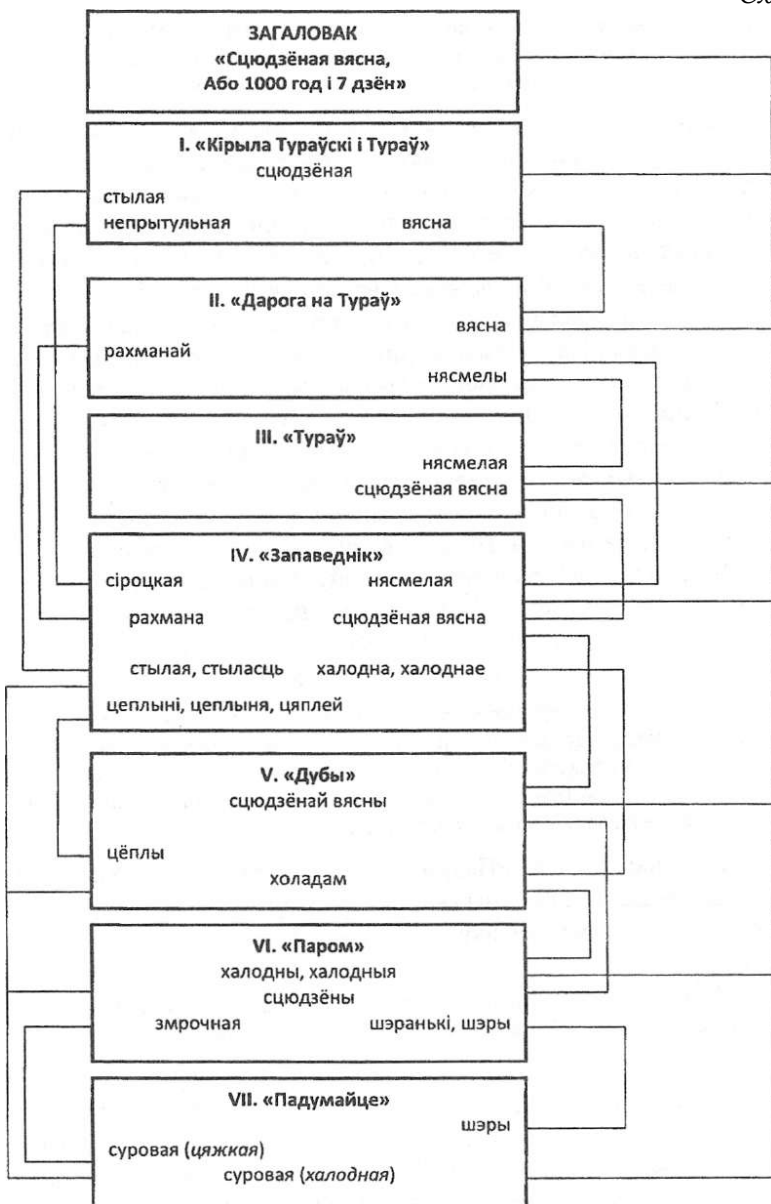 Сл
ЗАГАЛОВАК
«Сцюдзёная вясна,
Або 1000 год і 7 дзён»
I. «Кірыла Тураўскі і Тураў»
сцюдзёная
стылая
непрытульная вясна
II. «Дарога на Тураў»
вясна
рахманай
нясмелы
III. «Тураў»
нясмелая
сцюдзёная вясна
IV. «Запаведнік»
сіроцкая нясмелая
рахмана сцюдзёная вясна
стылая, стыласць халодна, халоднае
цеплыні, цеплыня, цяплей
V. «Дубы»
сцюдзёнай вясны
цёплы
холадам
VI. «Паром»
халодны, халодныя
сцюдзёны
змрочная шэранькі, шэры
VII. «Падумайце»
шэры
суровая (цяжкая)
суровая (халодная)